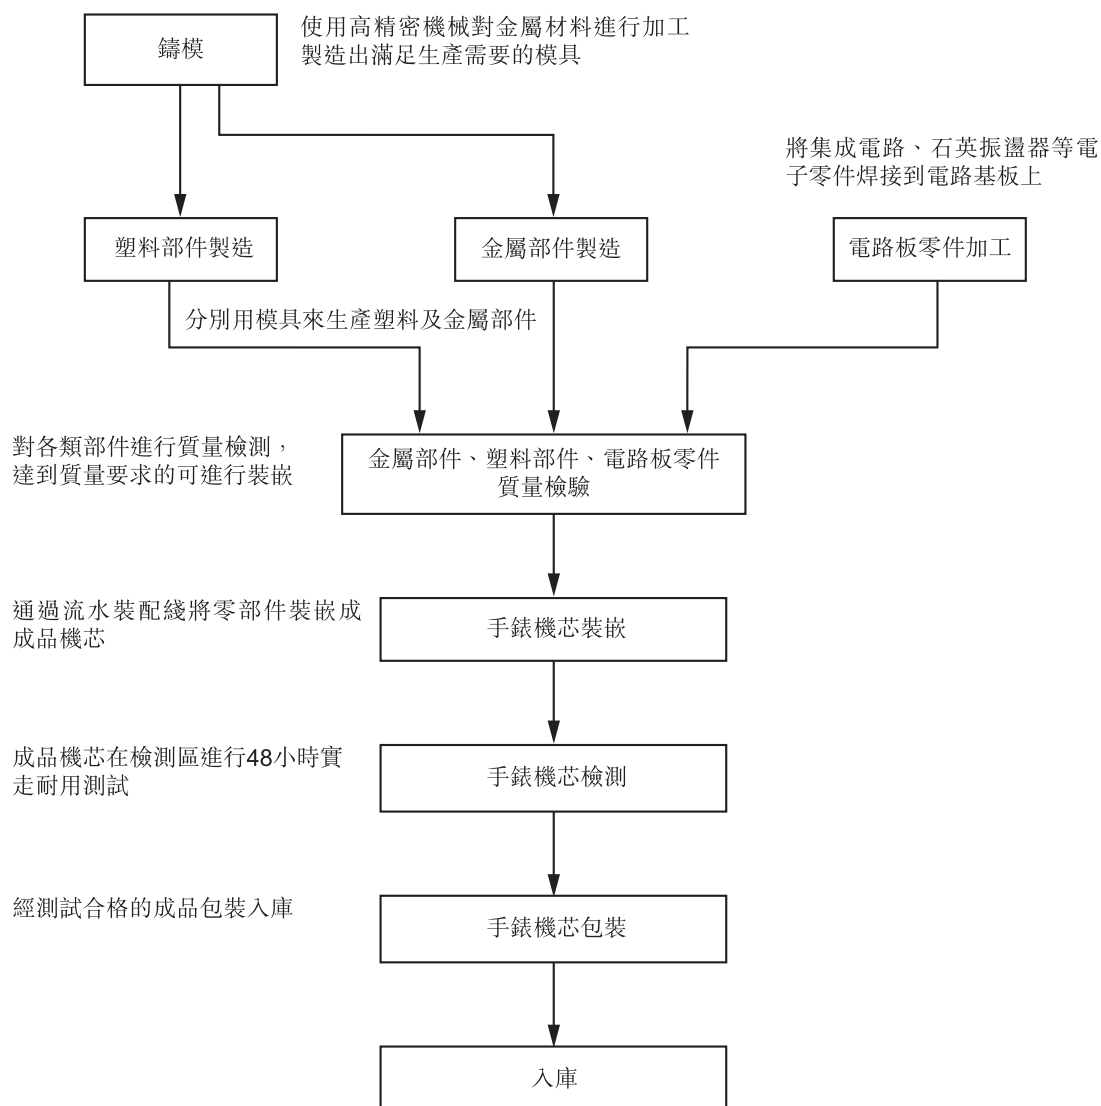 鑄模
使用高精密機械對金屬材料進行加工
製造出滿足生產需要的模具
將集成電路、石英振盪器等電
子零件焊接到電路基板上
塑料部件製造
金屬部件製造
電路板零件加工
分別用模具來生產塑料及金屬部件
對各類部件進行質量檢測，
達到質量要求的可進行裝嵌
金屬部件、塑料部件、電路板零件
質量檢驗
通過流水裝配綫將零部件裝嵌成
成品機芯
手錶機芯裝嵌
成品機芯在檢測區進行48小時實
走耐用測試
手錶機芯檢測
經測試合格的成品包裝入庫
手錶機芯包裝
入庫